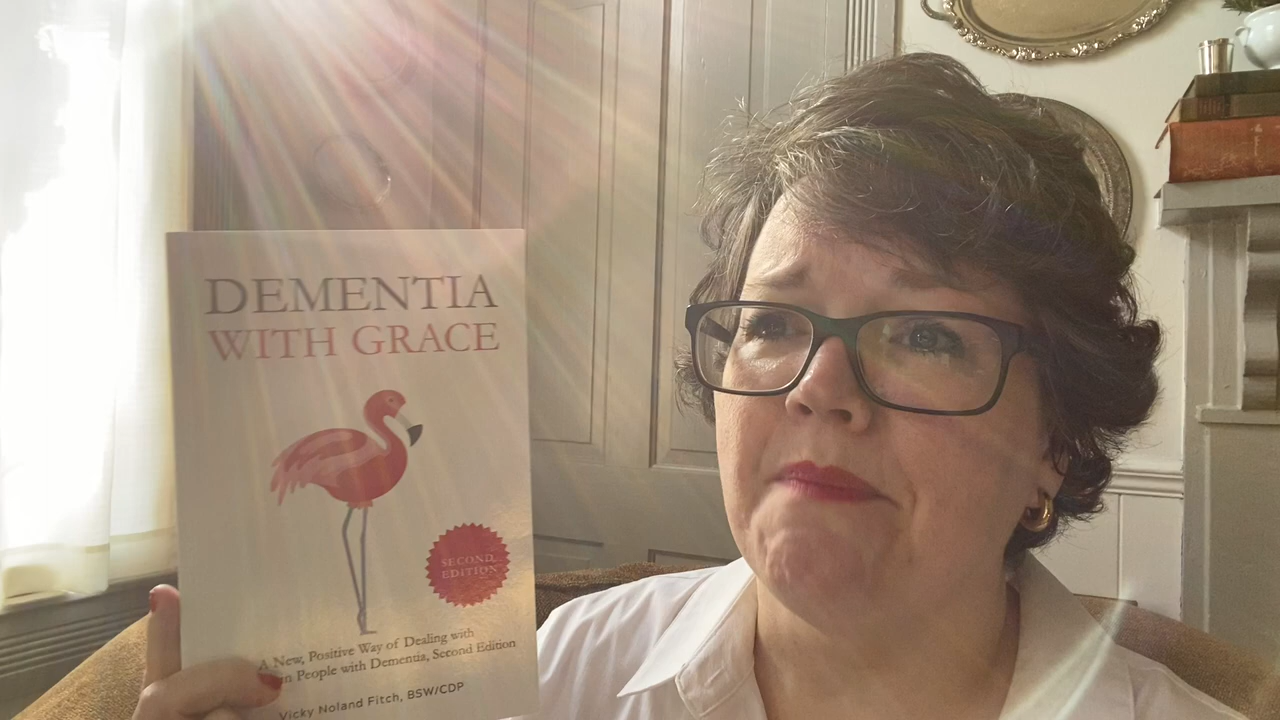 DEMENTIA
WITH GRACE
SECOND
EDITION
A New, Positive Way of Dealing with
in People with Dementia, Second Edition
Vicky Noland Fitch, BSW/CDP